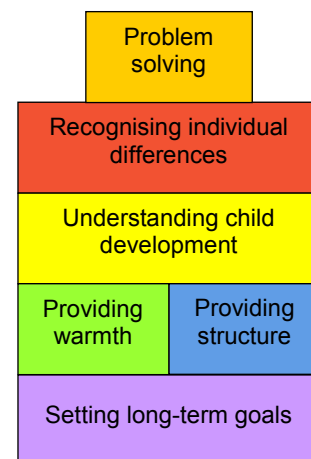 Problem
solving
Recognising individual
differences
Understanding child
development
Providing
warmth
Providing
structure
Setting long-term goals